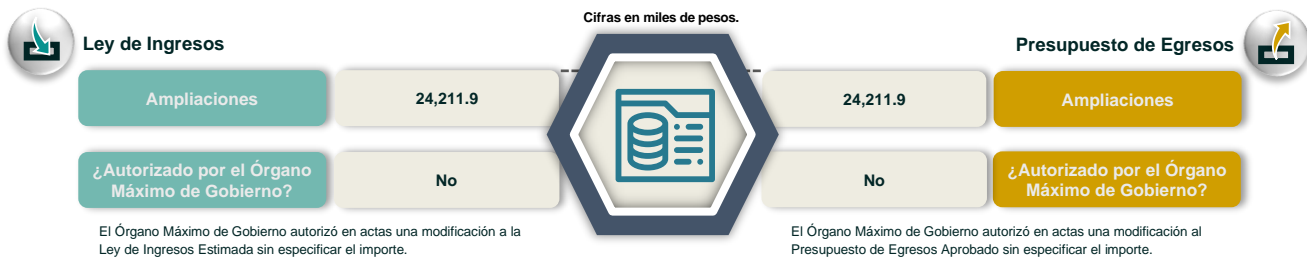 Cifras en miles de pesos.
Ley de Ingresos
Presupuesto de Egresos
Ampliaciones
24,211.9
24,211.9
Ampliaciones
¿Autorizado por el Órgano
Máximo de Gobierno?
No
No
¿Autorizado por el Órgano
Máximo de Gobierno?
El Órgano Máximo de Gobierno autorizó en actas una modificación a la
Ley de Ingresos Estimada sin especificar el importe.
El Órgano Máximo de Gobierno autorizó en actas una modificación al
Presupuesto de Egresos Aprobado sin especificar el importe.